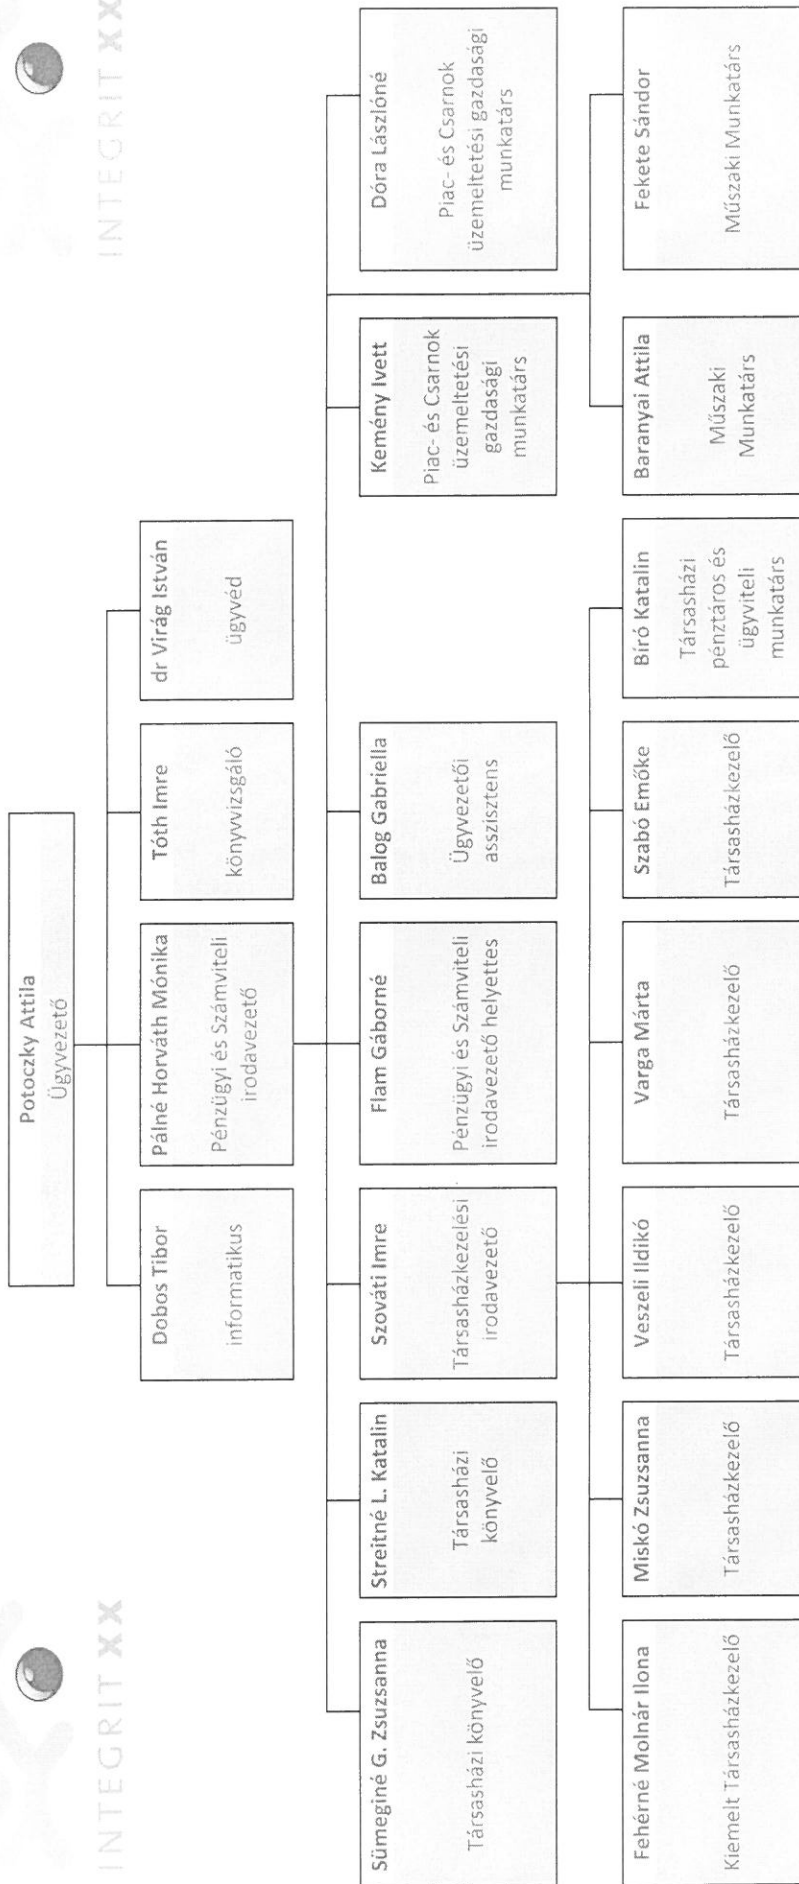 INTEGRIT XX
INTEGRIT XX
Potoczky Attila
Ügyvezető
Dobos Tibor
informatikus
Pálné Horváth Mónika
Pénzügyi és Számviteli
irodavezető
Tóth Imre
könyvvizsgáló
dr Virág István
ügyvéd
Sümeginé G. Zsuzsanna
Társasházi könyvelő
Streitné L. Katalin
Társasházi
könyvelő
Szováti Imre
Társasházkezelési
irodavezető
Flam Gáborné
Pénzügyi és Számviteli
irodavezető helyettes
Balog Gabriella
Ügyvezetői
asszisztens
Kemény Ivett
Piac- és Csarnok
üzemeltetési
gazdasági
munkatárs
Dóra Lászlóné
Piac- és Csarnok
üzemeltetési gazdasági
munkatárs
Fehérné Molnár Ilona
Kiemelt Társasházkezelő
Miskó Zsuzsanna
Társasházkezelő
Veszeli Ildikó
Társasházkezelő
Varga Márta
Társasházkezelő
Szabó Emőke
Társasházkezelő
Bíró Katalin
Társasházi
pénztáros és
ügyviteli
munkatárs
Baranyai Attila
Műszaki
Munkatárs
Fekete Sándor
Műszaki Munkatárs